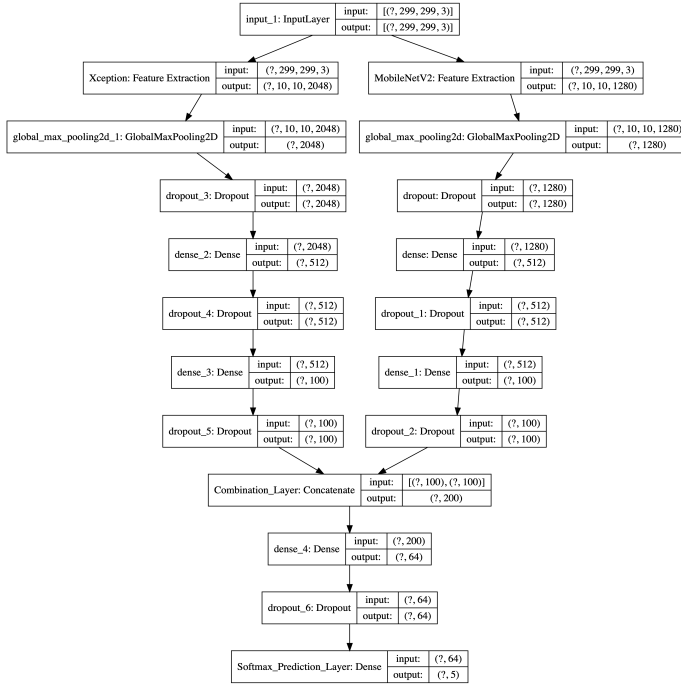 input_1: InputLayer
input: [(?, 299, 299, 3)]
output: [(?, 299, 299, 3)]
Xception: Feature Extraction
input: (?, 299, 299, 3)
output: (?, 10, 10, 2048)
MobileNetV2: Feature Extraction
input: (?, 299, 299, 3)
output: (?, 10, 10, 1280)
global_max_pooling2d_1: GlobalMaxPooling2D
input: (?, 10, 10, 2048)
output: (?, 2048)
global_max_pooling2d: GlobalMaxPooling2D
input: (?, 10, 10, 1280)
output: (?, 1280)
dropout_3: Dropout
input: (?, 2048)
output: (?, 2048)
dropout: Dropout
input: (?, 1280)
output: (?, 1280)
dense_2: Dense
input: (?, 2048)
output: (?, 512)
dense: Dense
input: (?, 1280)
output: (?, 512)
dropout_4: Dropout
input: (?, 512)
output: (?, 512)
dropout_1: Dropout
input: (?, 512)
output: (?, 512)
dense_3: Dense
input: (?, 512)
output: (?, 100)
dense_1: Dense
input: (?, 512)
output: (?, 100)
dropout_5: Dropout
input: (?, 100)
output: (?, 100)
dropout_2: Dropout
input: (?, 100)
output: (?, 100)
Combination_Layer: Concatenate
input: [(?, 100), (?, 100)]
output: (?, 200)
dense_4: Dense
input: (?, 200)
output: (?, 64)
dropout_6: Dropout
input: (?, 64)
output: (?, 64)
Softmax_Prediction_Layer: Dense
input: (?, 64)
output: (?, 5)